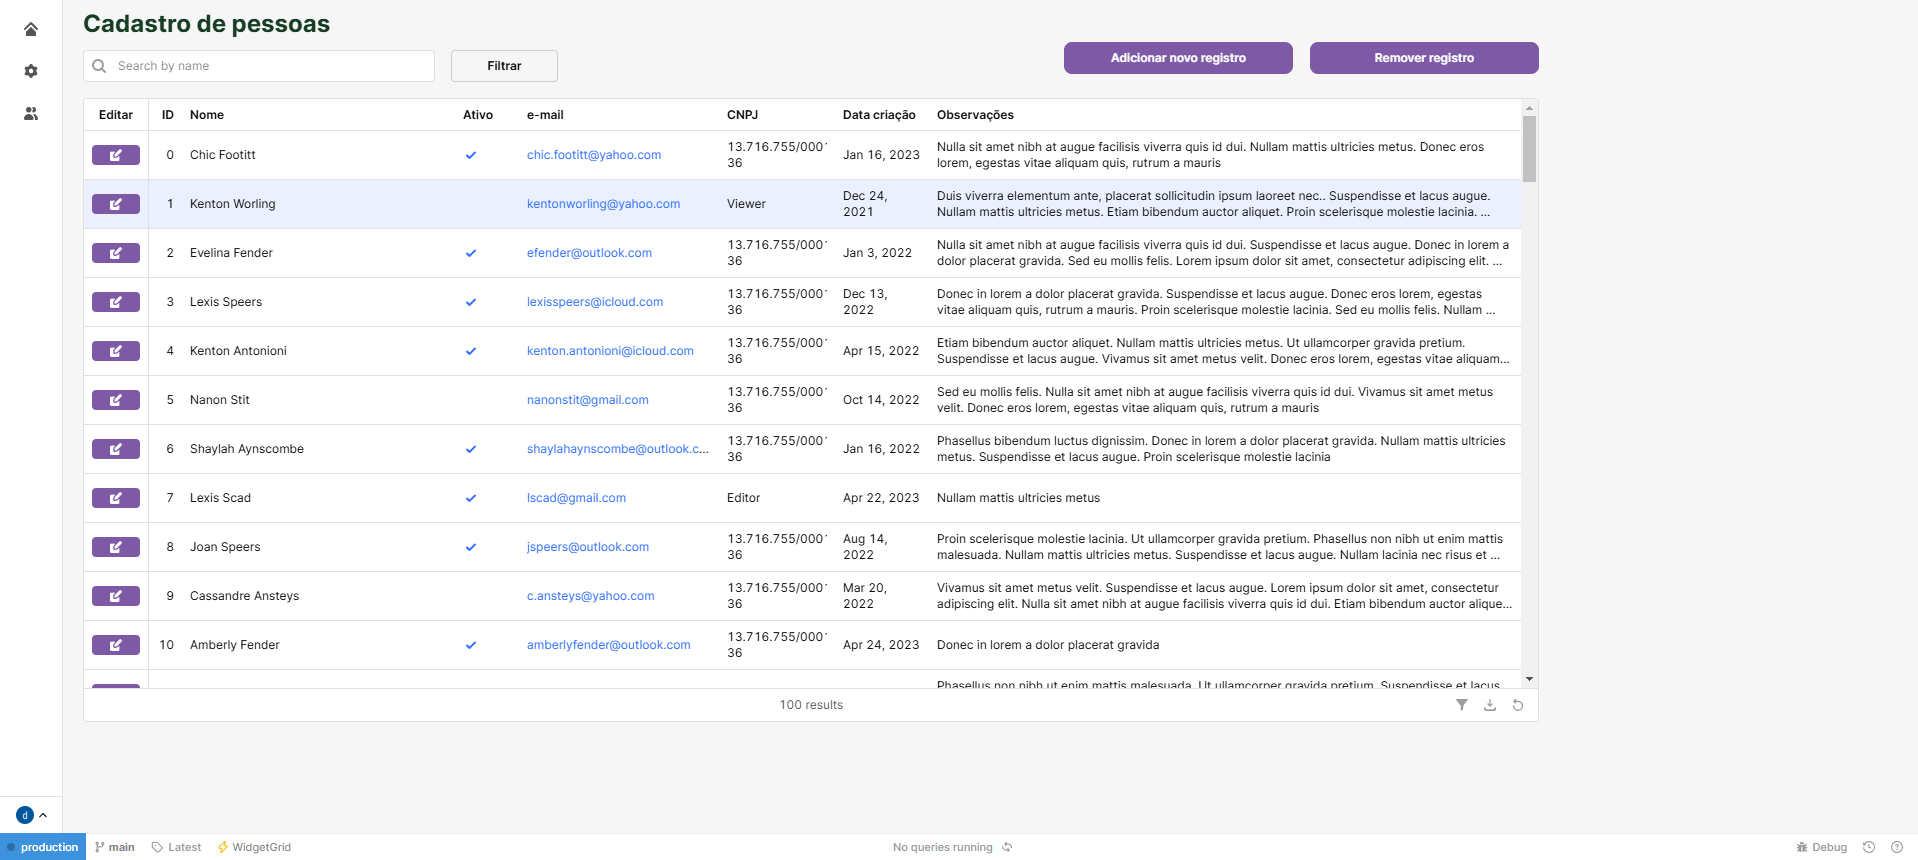 Cadastro de pessoas
Search by name
Filtrar
Adicionar novo registro
Remover registro
Editar ID Nome Ativo e-mail CNPJ Data criação Observações
0 Chic Footitt chic.footitt@yahoo.com 13.716.755/000 Jan 16, 2023 Nulla sit amet nibh at augue facilisis viverra quis id dui. Nullam mattis ultricies metus. Donec eros
36 lorem, egestas vitae aliquam quis, rutrum a mauris
1 Kenton Worling kentonworling@yahoo.com Viewer Dec 24, Duis viverra elementum ante, placerat sollicitudin ipsum laoreet nec.. Suspendisse et lacus augue.
2021 Nullam mattis ultricies metus. Etiam bibendum auctor aliquet. Proin scelerisque molestie lacinia. ...
2 Evelina Fender efender@outlook.com 13.716.755/000 Jan 3, 2022 Nulla sit amet nibh at augue facilisis viverra quis id dui. Suspendisse et lacus augue. Donec in lorem a
36 dolor placerat gravida. Sed eu mollis felis. Lorem ipsum dolor sit amet, consectetur adipiscing elit. ...
3 Lexis Speers lexisspeers@icloud.com 13.716.755/000 Dec 13, Donec in lorem a dolor placerat gravida. Suspendisse et lacus augue. Donec eros lorem, egestas
36 2022 vitae aliquam quis, rutrum a mauris. Proin scelerisque molestie lacinia. Sed eu mollis felis. Nullam ...
4 Kenton Antonioni kenton.antonioni@icloud.com 13.716.755/000 Apr 15, 2022 Etiam bibendum auctor aliquet. Nullam mattis ultricies metus. Ut ullamcorper gravida pretium.
36 Suspendisse et lacus augue. Vivamus sit amet metus velit. Donec eros lorem, egestas vitae aliquam...
5 Nanon Stit nanonstit@gmail.com 13.716.755/000 Oct 14, 2022 Sed eu mollis felis. Nulla sit amet nibh at augue facilisis viverra quis id dui. Vivamus sit amet metus
36 velit. Donec eros lorem, egestas vitae aliquam quis, rutrum a mauris
6 Shaylah Aynscombe shaylahaynscombe@outlook.c... 13.716.755/000 Jan 16, 2022 Phasellus bibendum luctus dignissim. Donec in lorem a dolor placerat gravida. Nullam mattis ultricies
36 metus. Suspendisse et lacus augue. Proin scelerisque molestie lacinia
7 Lexis Scad lscad@gmail.com Editor Apr 22, 2023 Nullam mattis ultricies metus
8 Joan Speers jspeers@outlook.com 13.716.755/000 Aug 14, Proin scelerisque molestie lacinia. Ut ullamcorper gravida pretium. Phasellus non nibh ut enim mattis
36 2022 malesuada. Nullam mattis ultricies metus. Suspendisse et lacus augue. Nullam lacinia nec risus et ...
9 Cassandre Ansteys c.ansteys@yahoo.com 13.716.755/000 Mar 20, Vivamus sit amet metus velit. Suspendisse et lacus augue. Lorem ipsum dolor sit amet, consectetur
36 2022 adipiscing elit. Nulla sit amet nibh at augue facilisis viverra quis id dui. Etiam bibendum auctor alique...
10 Amberly Fender amberlyfender@outlook.com 13.716.755/000 Apr 24, 2023 Donec in lorem a dolor placerat gravida
36
Phasellus non nibh ut enim mattis malesuada. Ut ullamcorper gravida pretium. Suspendisse et lacus
100 results
d
production main Latest WidgetGrid No queries running Debug